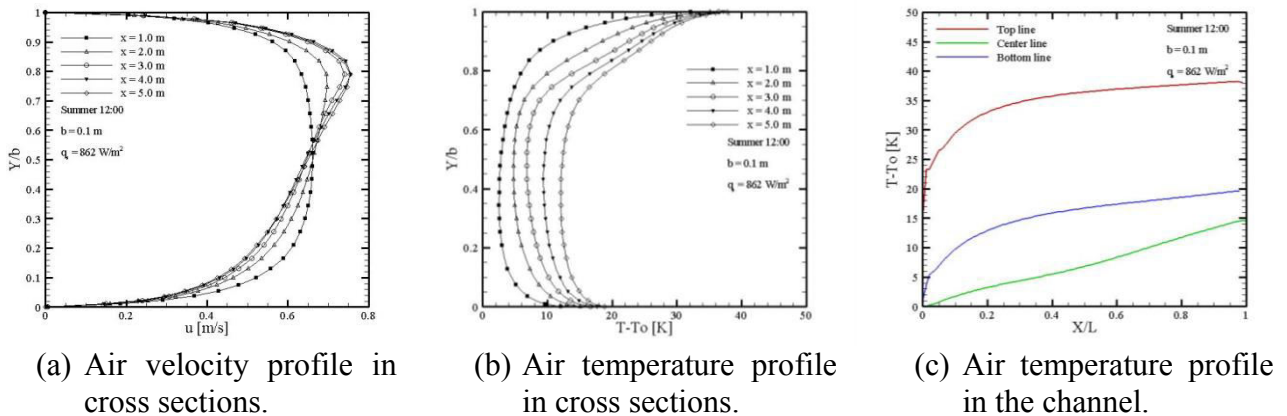 1
0.9
0.8
0.7
0.6
0.5
0.4
0.3
0.2
0.1
0
Y/b
x = 1.0 m
x = 2.0 m
x = 3.0 m
x = 4.0 m
x = 5.0 m
Summer 12:00
b = 0.1 m
q = 862 W/m²
0 0.2 0.4 0.6 0.8
u [m/s]
(a) Air velocity profile in
cross sections.
1
0.8
0.6
0.4
0.2
0
Y/b
x = 1.0 m
x = 2.0 m
x = 3.0 m
x = 4.0 m
x = 5.0 m
Summer 12:00
b = 0.1 m
q = 862 W/m²
0 10 20 30 40 50
T-To [K]
(b) Air temperature profile
in cross sections.
50
45
40
35
30
25
20
15
10
5
0
T-To [K]
Top line
Center line
Bottom line
Summer 12:00
b = 0.1 m
q = 862 W/m²
0 0.2 0.4 0.6 0.8 1
X/L
(c) Air temperature profile
in the channel.